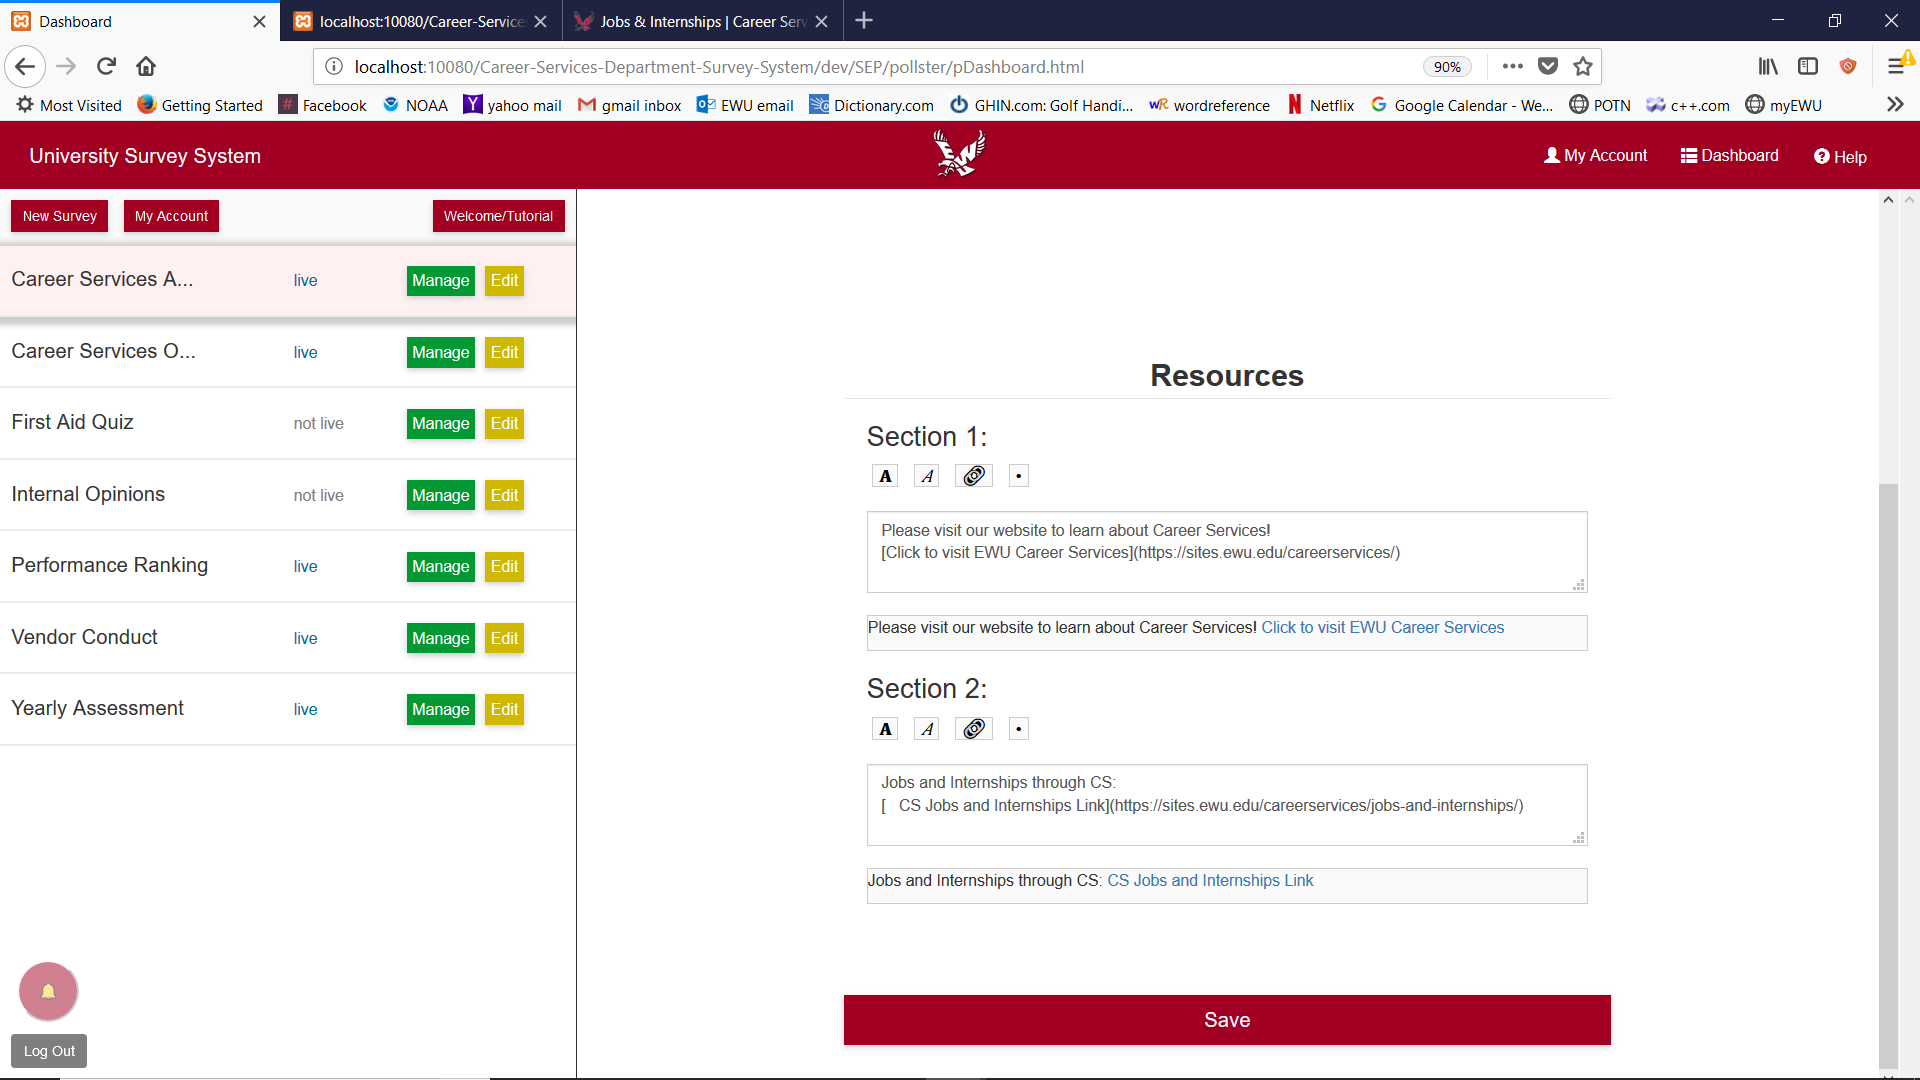 Dashboard
localhost:10080/Career-Service
Jobs & Internships | Career Serv
localhost:10080/Career-Services-Department-Survey-System/dev/SEP/pollster/pDashboard.html
90%
Most Visited
Getting Started
Facebook
NOAA
yahoo mail
gmail inbox
EWU email
Dictionary.com
GHIN.com: Golf Handi...
wordreference
Netflix
Google Calendar - We...
POTN
c++.com
myEWU
University Survey System
My Account
Dashboard
Help
New Survey
My Account
Welcome/Tutorial
Career Services A... live Manage Edit
Career Services O... live Manage Edit
First Aid Quiz not live Manage Edit
Internal Opinions not live Manage Edit
Performance Ranking live Manage Edit
Vendor Conduct live Manage Edit
Yearly Assessment live Manage Edit
Log Out
Resources
Section 1:
A A
Please visit our website to learn about Career Services!
[Click to visit EWU Career Services](https://sites.ewu.edu/careerservices/)
Please visit our website to learn about Career Services! Click to visit EWU Career Services
Section 2:
A A
Jobs and Internships through CS:
[   CS Jobs and Internships Link](https://sites.ewu.edu/careerservices/jobs-and-internships/)
Jobs and Internships through CS: CS Jobs and Internships Link
Save